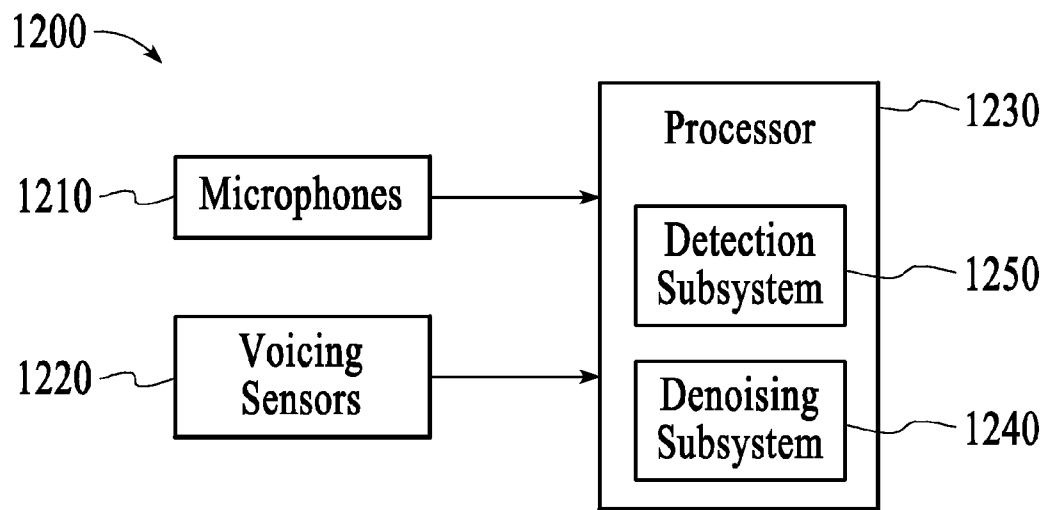 1200
Processor
1230
1210
Microphones
Detection
Subsystem
1250
1220
Voicing
Sensors
Denoising
Subsystem
1240